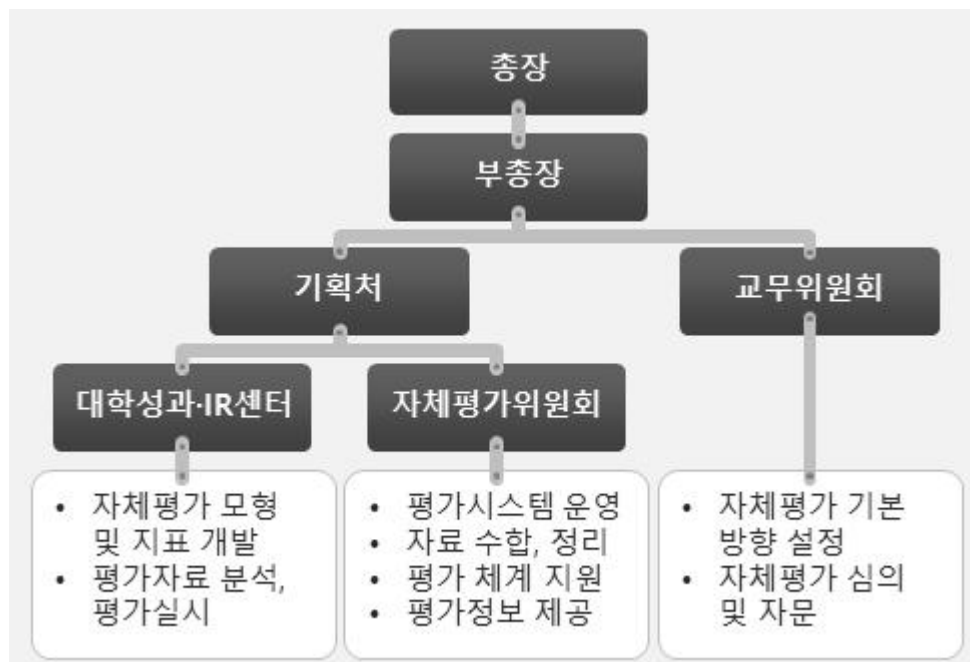 총장
부총장
기획처
교무위원회
대학성과·IR센터
자체평가위원회
• 자체평가 모형
및 지표 개발
• 평가자료 분석,
평가실시
• 평가시스템 운영
• 자료 수합, 정리
• 평가 체계 지원
• 평가정보 제공
• 자체평가 기본
방향 설정
• 자체평가 심의
및 자문